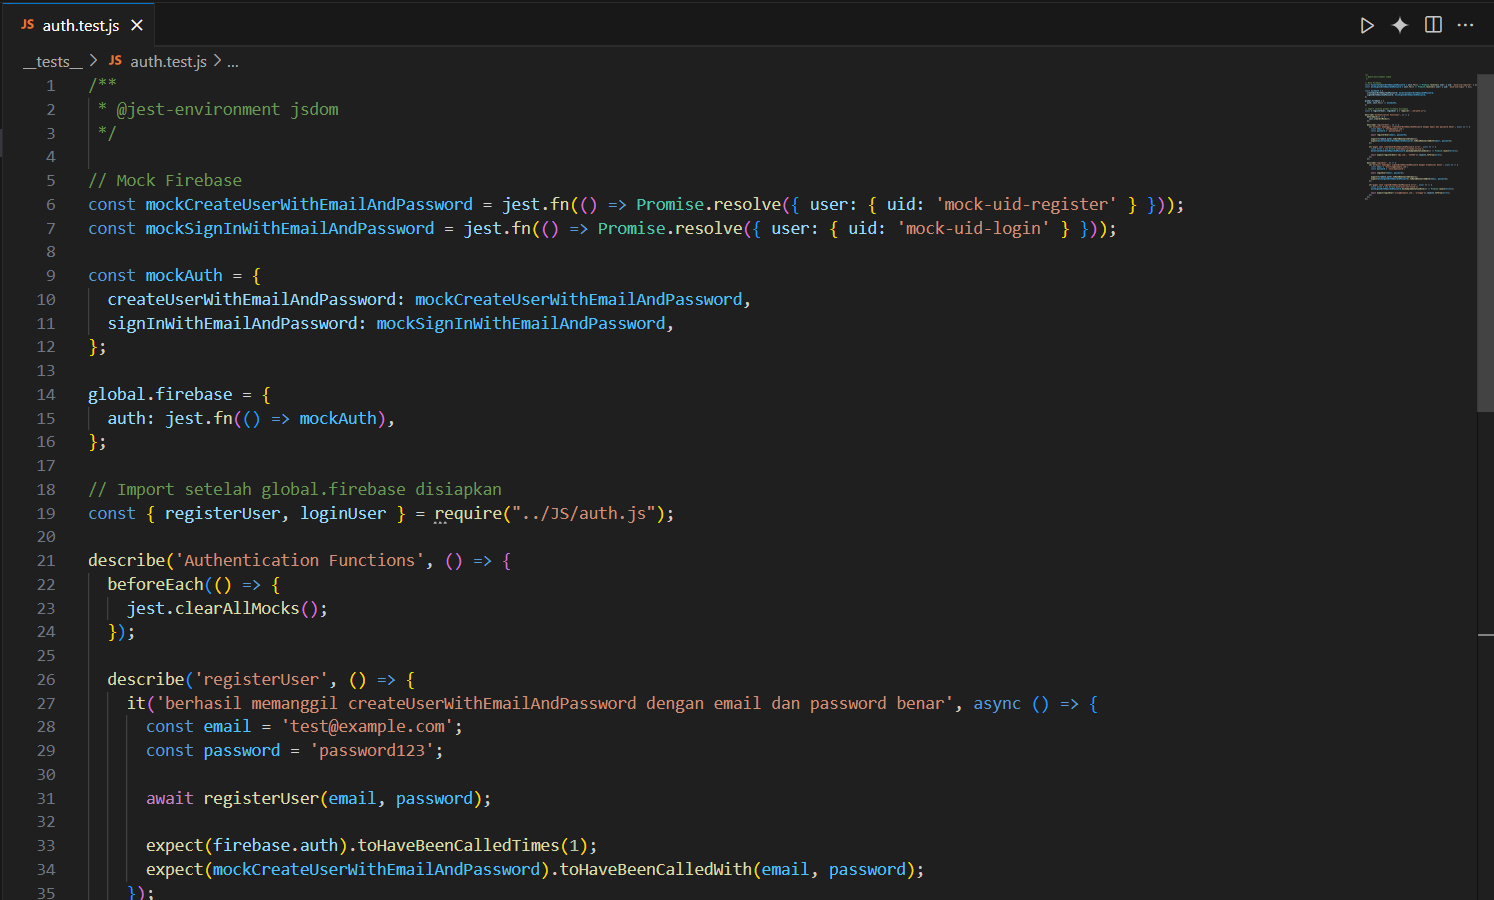 JS auth.test.js
__tests__ > JS auth.test.js > ...
1 /**
2  * @jest-environment jsdom
3  */
4
5 // Mock Firebase
6 const mockCreateUserWithEmailAndPassword = jest.fn(() => Promise.resolve({ user: { uid: 'mock-uid-register' } }));
7 const mockSignInWithEmailAndPassword = jest.fn(() => Promise.resolve({ user: { uid: 'mock-uid-login' } }));
8
9 const mockAuth = {
10   createUserWithEmailAndPassword: mockCreateUserWithEmailAndPassword,
11   signInWithEmailAndPassword: mockSignInWithEmailAndPassword,
12 };
13
14 global.firebase = {
15   auth: jest.fn(() => mockAuth),
16 };
17
18 // Import setelah global.firebase disiapkan
19 const { registerUser, loginUser } = require("../JS/auth.js");
20
21 describe('Authentication Functions', () => {
22   beforeEach(() => {
23     jest.clearAllMocks();
24   });
25
26   describe('registerUser', () => {
27     it('berhasil memanggil createUserWithEmailAndPassword dengan email dan password benar', async () => {
28       const email = 'test@example.com';
29       const password = 'password123';
30
31       await registerUser(email, password);
32
33       expect(firebase.auth).toHaveBeenCalledTimes(1);
34       expect(mockCreateUserWithEmailAndPassword).toHaveBeenCalledWith(email, password);
35     });